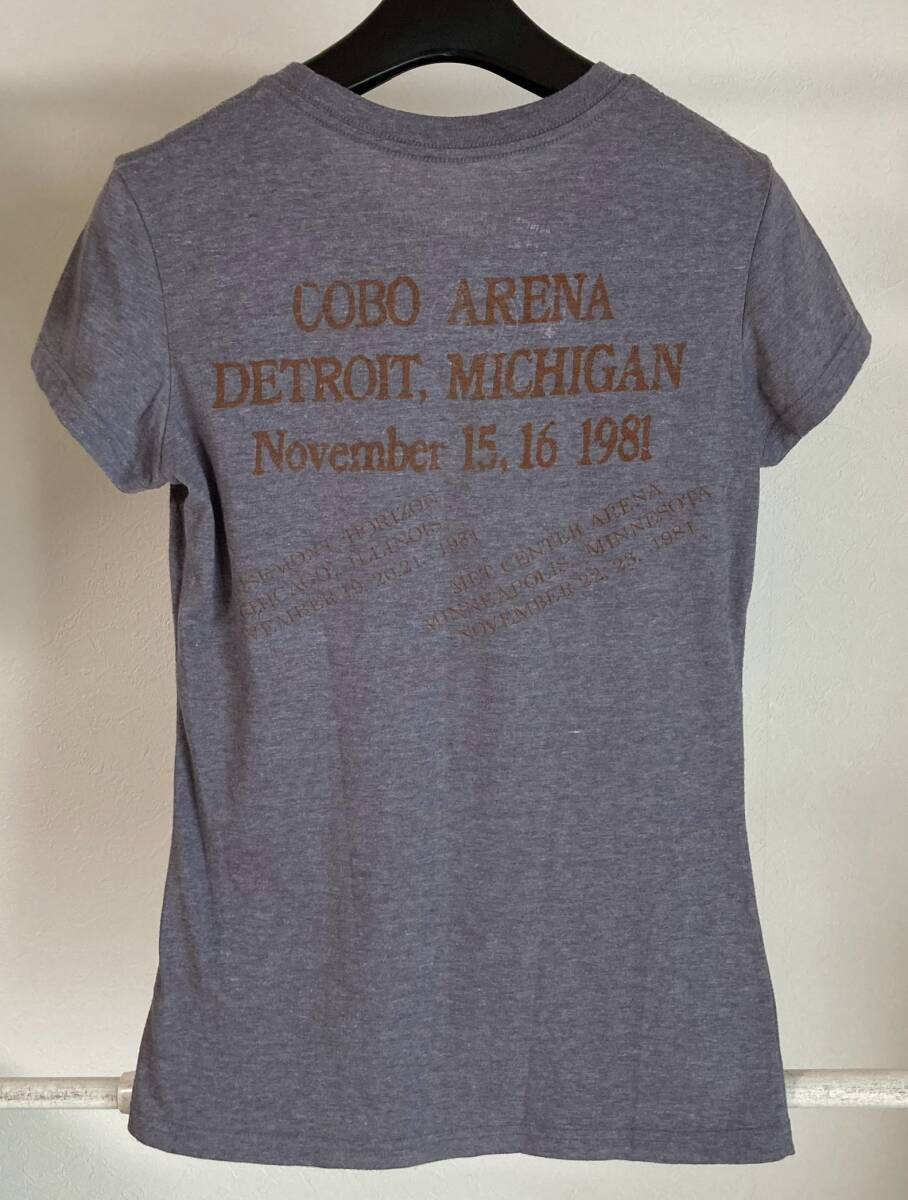 COBO ARENA
DETROIT, MICHIGAN
November 15, 16 1981
HORIZON
CHICAGO, ILLINOIS
1981
MET CENTER ARENA
MINNEAPOLIS, MINNESOTA
NOVEMBER 22, 23, 1981